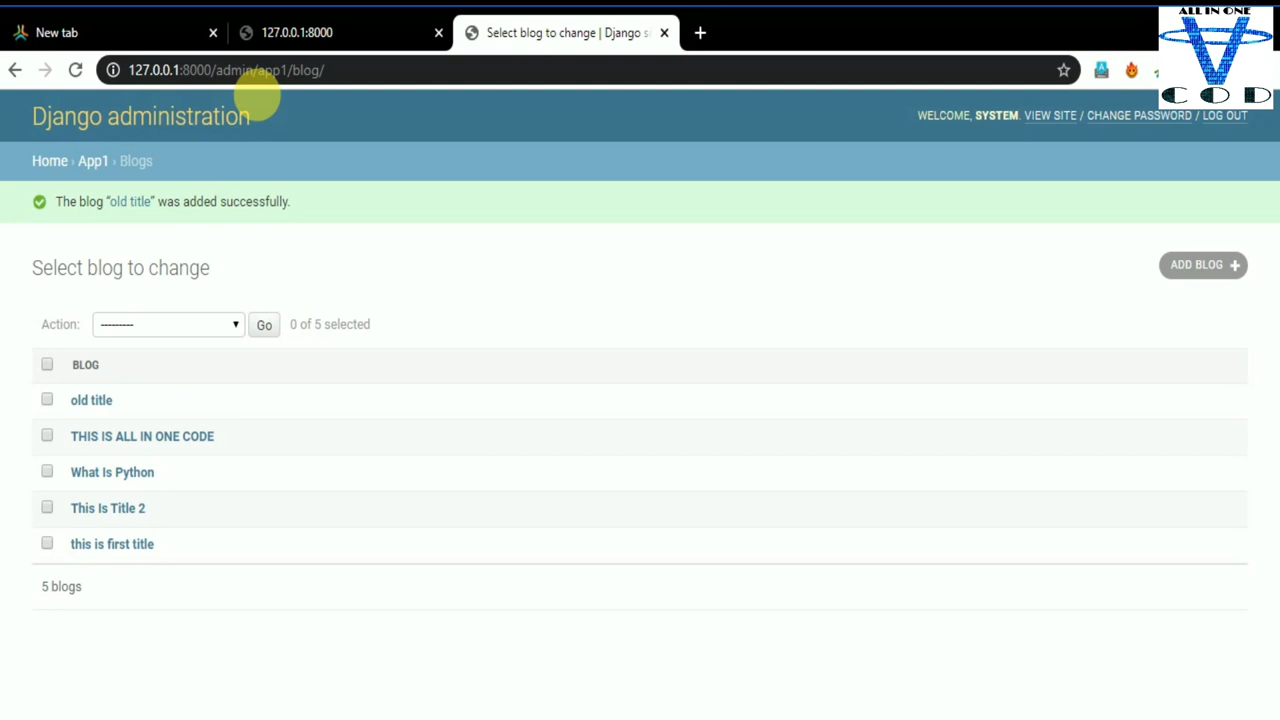 New tab
127.0.0.1:8000
Select blog to change | Django s
ALL IN ONE
COD
127.0.0.1:8000/admin/app1/blog/
Django administration
WELCOME, SYSTEM. VIEW SITE / CHANGE PASSWORD / LOG OUT
Home › App1 › Blogs
The blog “old title” was added successfully.
Select blog to change
ADD BLOG +
Action: --------- Go 0 of 5 selected
BLOG
old title
THIS IS ALL IN ONE CODE
What Is Python
This Is Title 2
this is first title
5 blogs